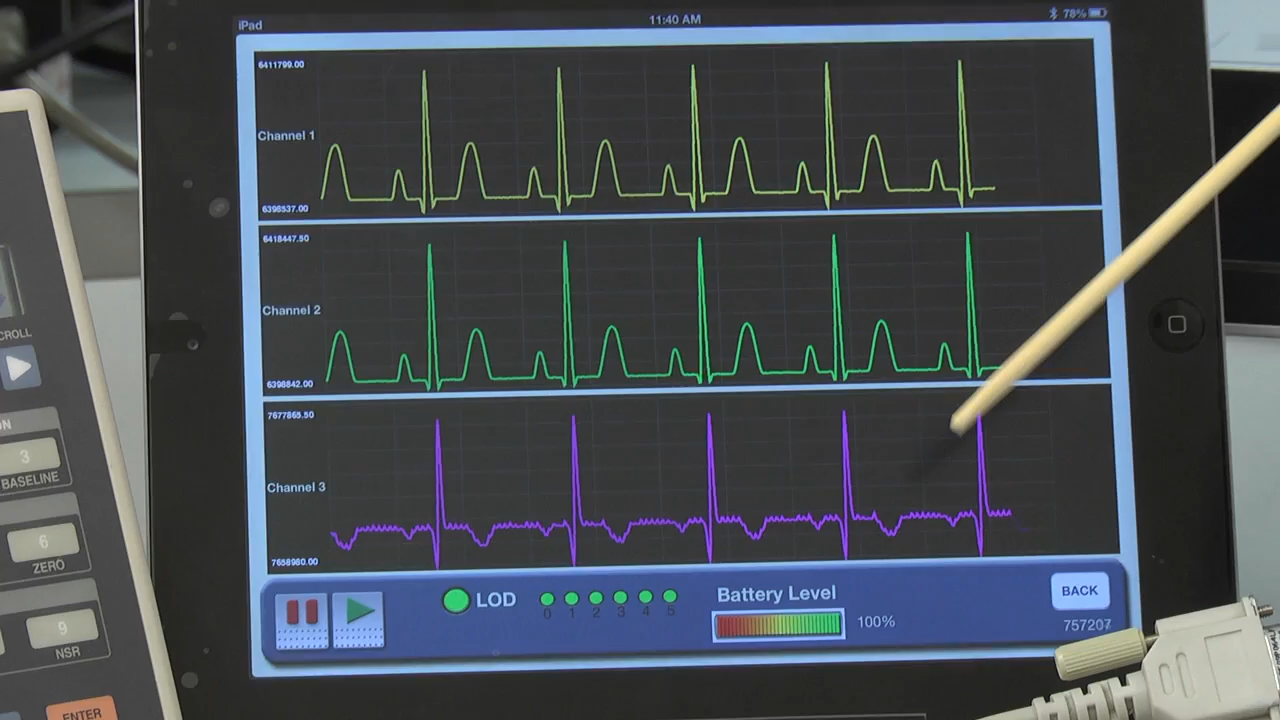 iPad
11:40 AM
78%
6411799.00
Channel 1
6398537.00
6418447.50
Channel 2
6398842.00
7677865.50
Channel 3
7658980.00
LOD
0 1 2 3 4 5
Battery Level
100%
BACK
757207
CROLL
ON
3
BASELINE
6
ZERO
9
NSR
ENTER